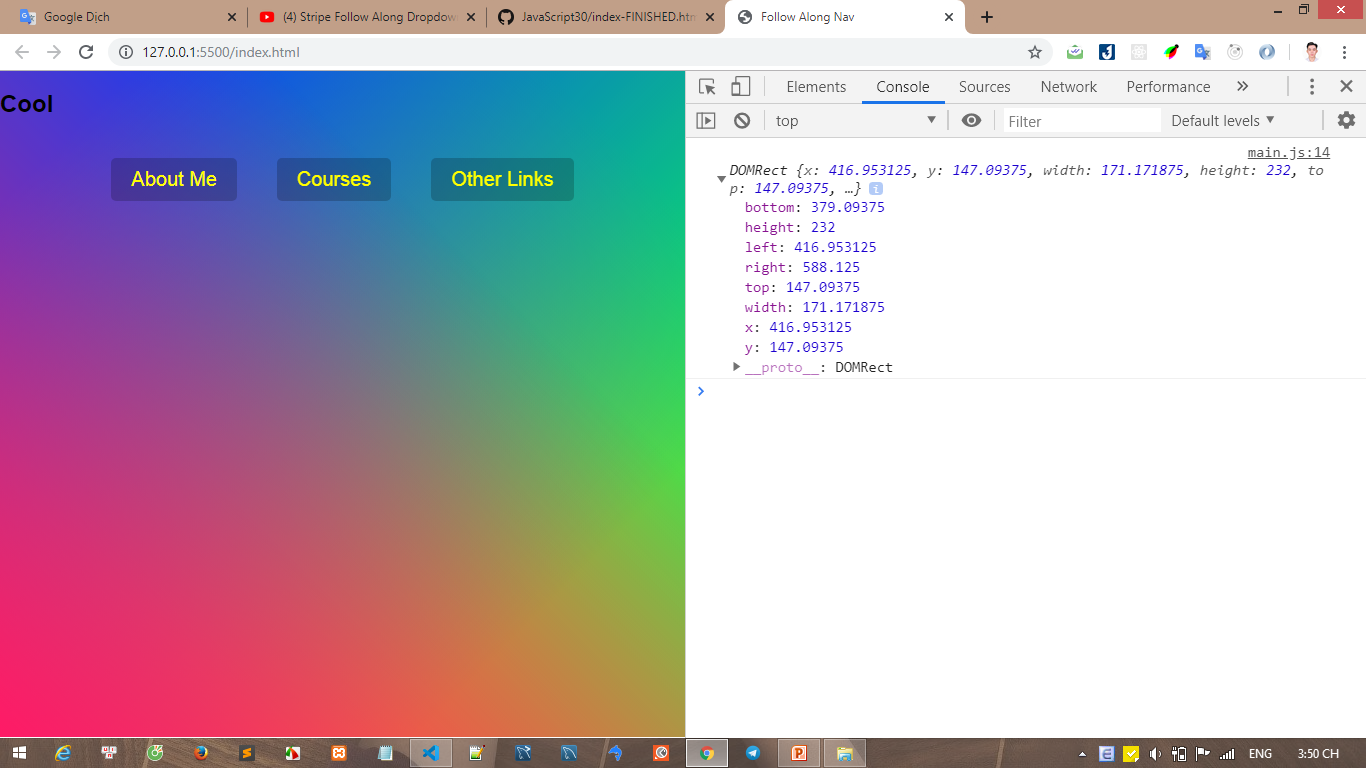 Google Dịch
(4) Stripe Follow Along Dropdow
JavaScript30/index-FINISHED.htm
Follow Along Nav
127.0.0.1:5500/index.html
Cool
About Me
Courses
Other Links
Elements
Console
Sources
Network
Performance
top
Filter
Default levels
main.js:14
DOMRect {x: 416.953125, y: 147.09375, width: 171.171875, height: 232, to
p: 147.09375, …}
bottom: 379.09375
height: 232
left: 416.953125
right: 588.125
top: 147.09375
width: 171.171875
x: 416.953125
y: 147.09375
__proto__: DOMRect
ENG
3:50 CH